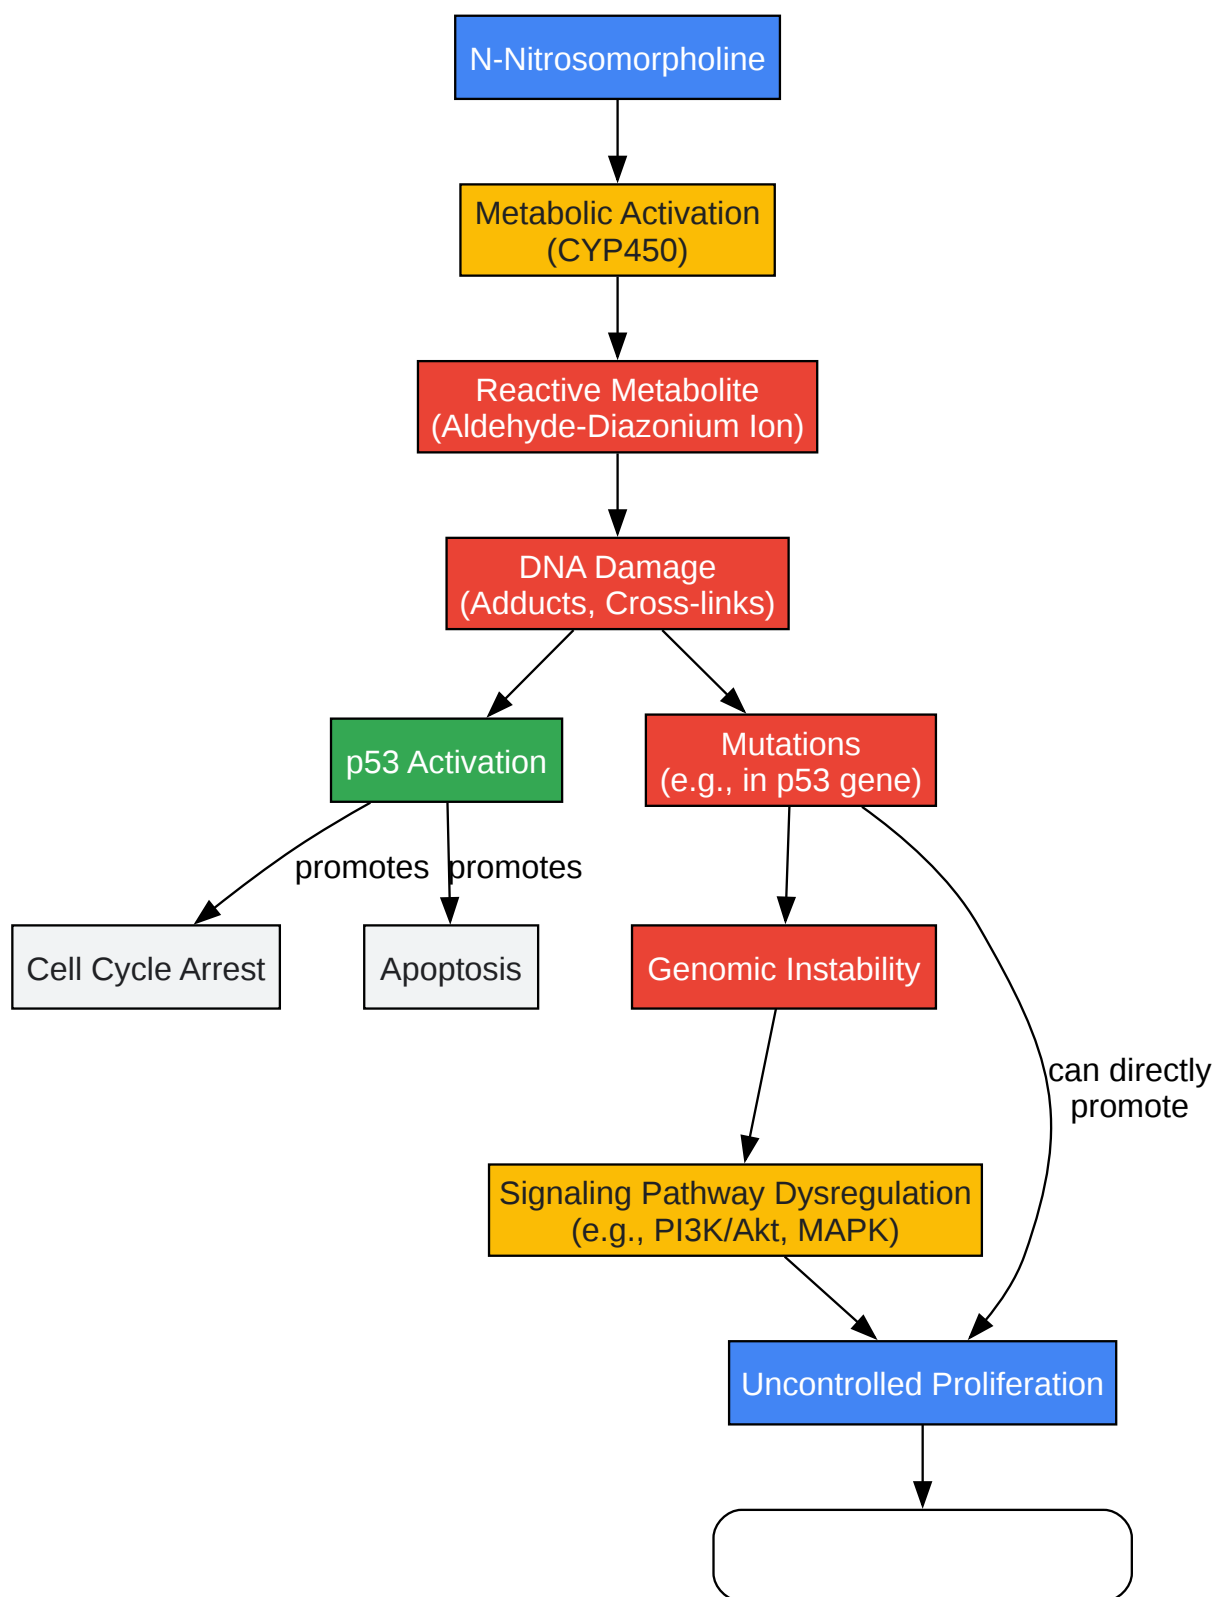 N-Nitrosomorpholine
Metabolic Activation
(CYP450)
Reactive Metabolite
(Aldehyde-Diazonium Ion)
DNA Damage
(Adducts, Cross-links)
p53 Activation
Mutations
(e.g., in p53 gene)
promotes
promotes
Cell Cycle Arrest
Apoptosis
Genomic Instability
can directly
promote
Signaling Pathway Dysregulation
(e.g., PI3K/Akt, MAPK)
Uncontrolled Proliferation